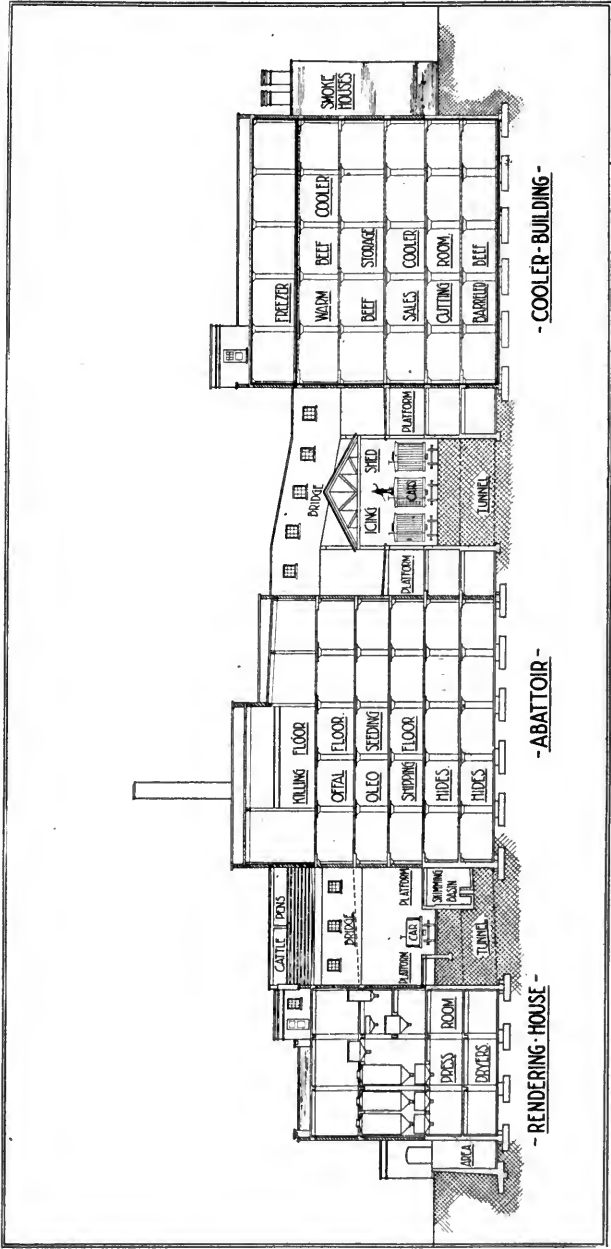 CATTLE PENS
BRIDGE
PLATFORM
CAR
PLATFORM
SKIMMING
BASIN
TUNNEL
PRESS ROOM
DRYERS
AREA
- RENDERING·HOUSE -
KILLING FLOOR
OFFAL FLOOR.
OLEO SEEDING
SHIPPING FLOOR
HIDES.
HIDES
- ABATTOIR -
BRIDGE
ICING SHED
CARS
PLATFORM
PLATFORM
TUNNEL
FREEZER
WARM BEEF COOLER
BEEF STORAGE
SALES COOLER
CUTTING ROOM
BARRELED BEEF
SMOKE
HOUSES
- COOLER-BUILDING -